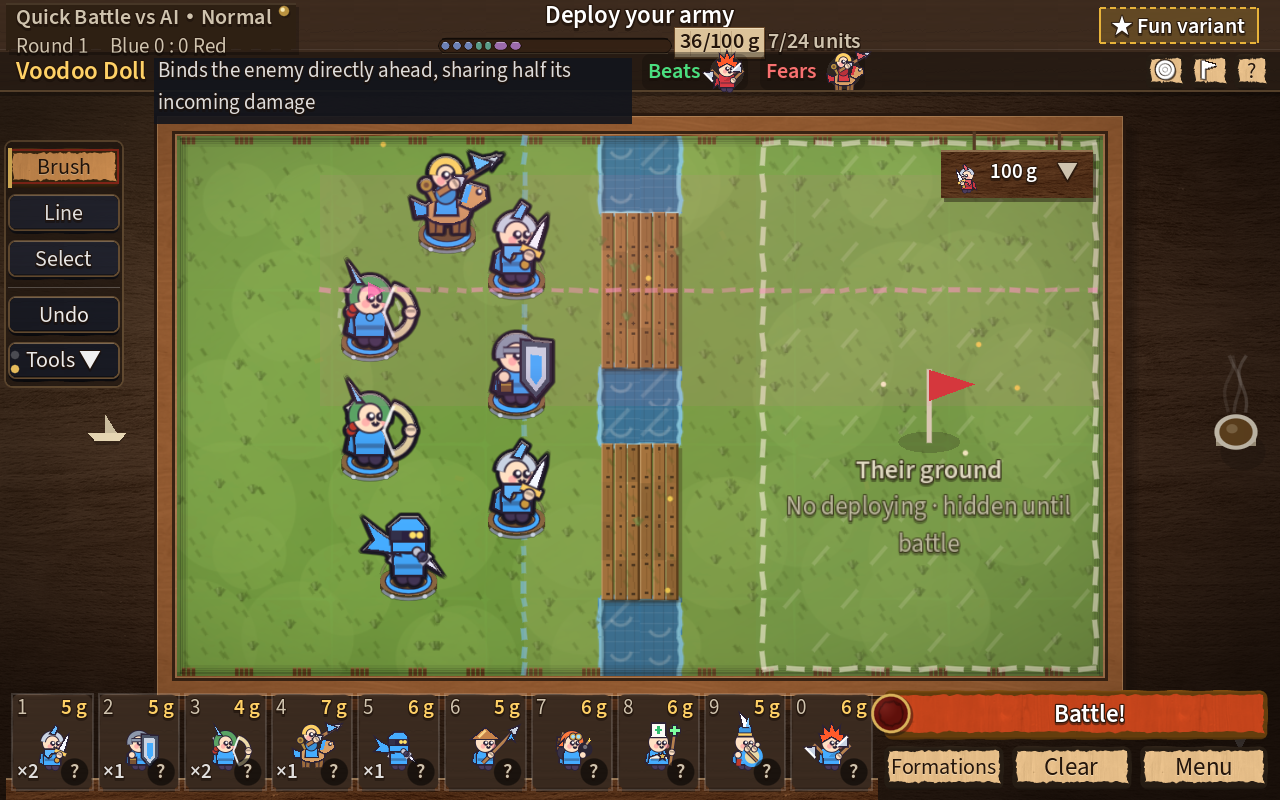 Quick Battle vs AI • Normal
Round 1 Blue 0 : 0 Red
Deploy your army
36/100 g 7/24 units
★ Fun variant
Voodoo Doll
Binds the enemy directly ahead, sharing half its
incoming damage
Beats
Fears
?
Brush
Line
Select
Undo
Tools ▼
100 g ▼
Their ground
No deploying · hidden until
battle
1 5 g ×2 ?
2 5 g ×1 ?
3 4 g ×2 ?
4 7 g ×1 ?
5 6 g ×1 ?
6 5 g ?
7 6 g ?
8 6 g ?
9 5 g ?
0 6 g ?
Battle!
Formations
Clear
Menu